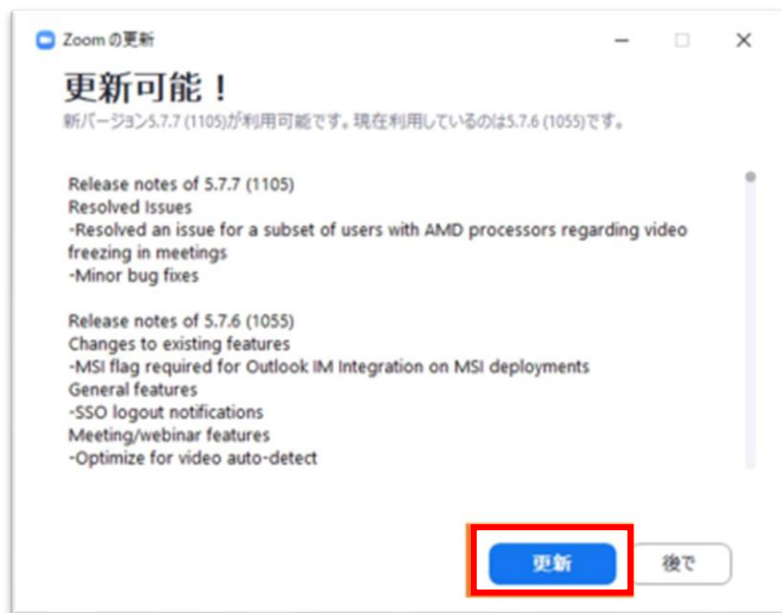 Zoom の更新
更新可能！
新バージョン5.7.7 (1105)が利用可能です。現在利用しているのは5.7.6 (1055)です。
Release notes of 5.7.7 (1105)
Resolved Issues
-Resolved an issue for a subset of users with AMD processors regarding video
freezing in meetings
-Minor bug fixes
Release notes of 5.7.6 (1055)
Changes to existing features
-MSI flag required for Outlook IM Integration on MSI deployments
General features
-SSO logout notifications
Meeting/webinar features
-Optimize for video auto-detect
更新
後で